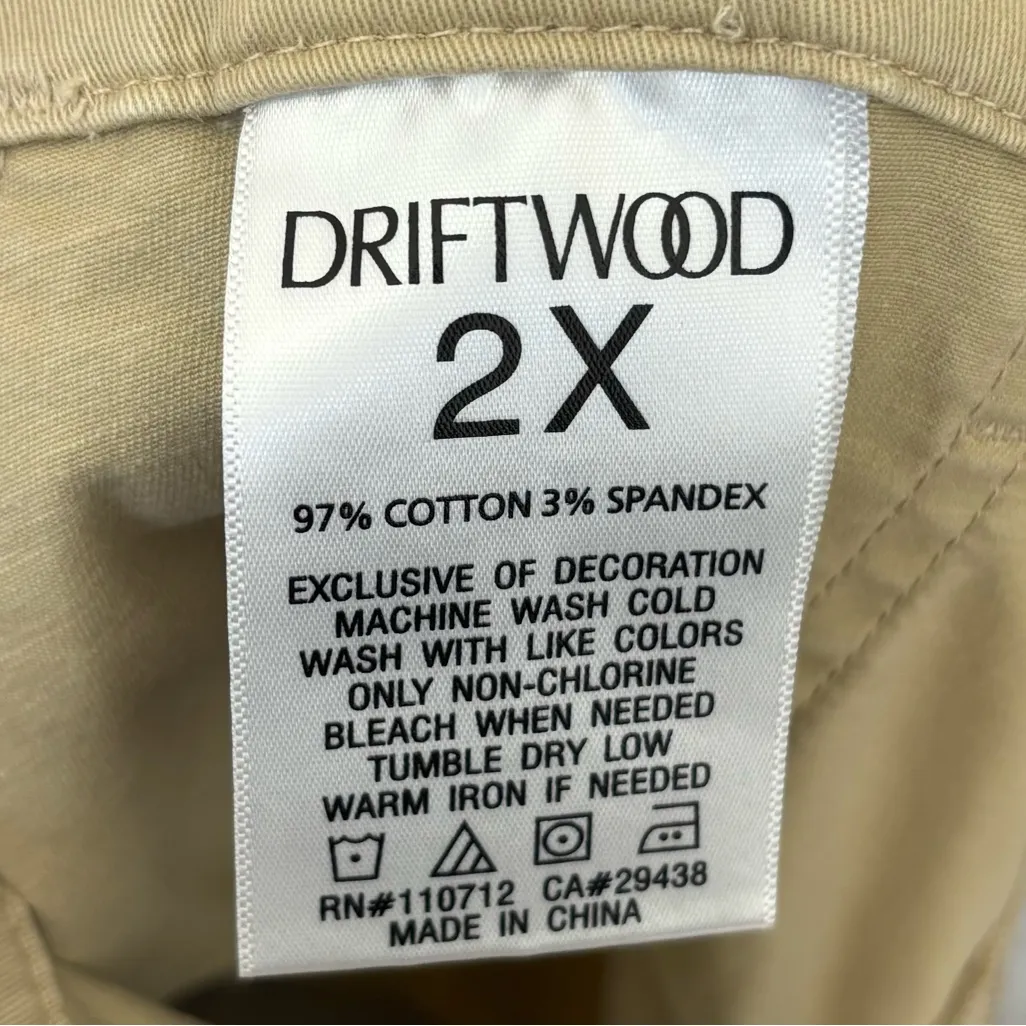 DRIFTWOOD
2X
97% COTTON 3% SPANDEX
EXCLUSIVE OF DECORATION
MACHINE WASH COLD
WASH WITH LIKE COLORS
ONLY NON-CHLORINE
BLEACH WHEN NEEDED
TUMBLE DRY LOW
WARM IRON IF NEEDED
RN#110712 CA#29438
MADE IN CHINA